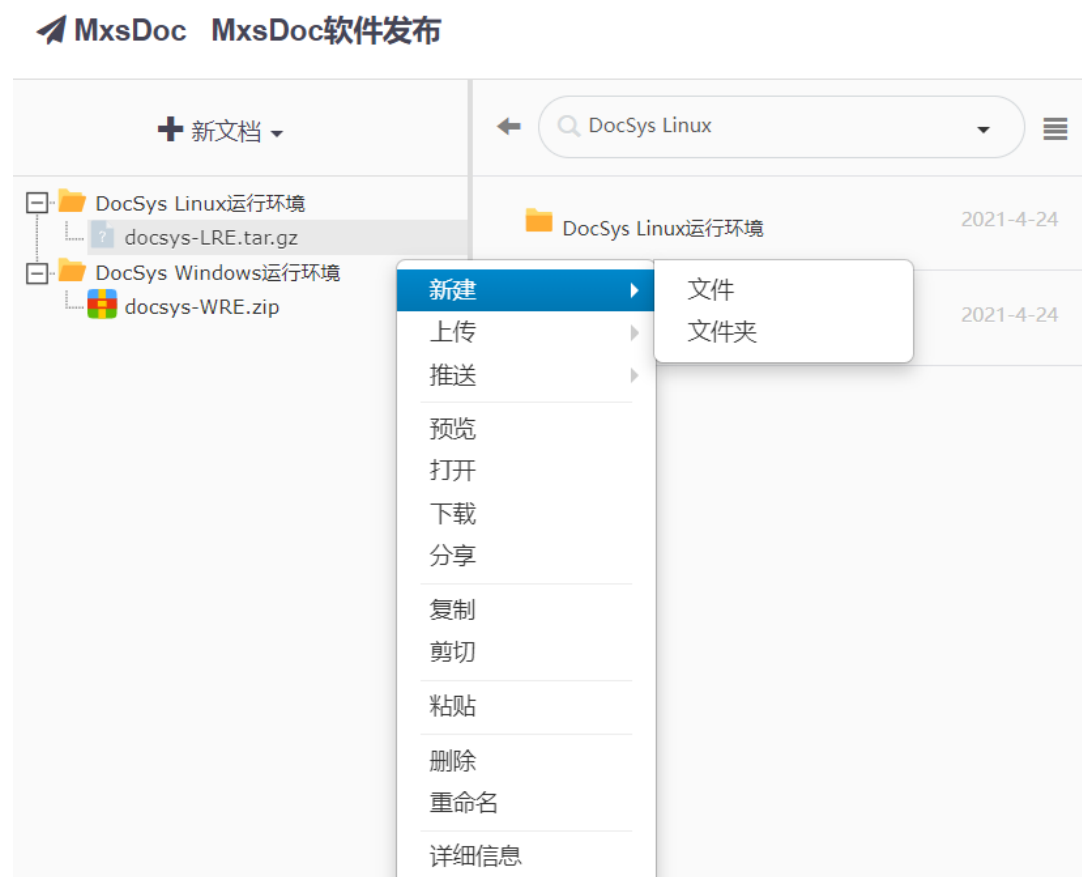 MxsDoc MxsDoc软件发布
新文档
DocSys Linux
DocSys Linux运行环境
docsys-LRE.tar.gz
DocSys Windows运行环境
docsys-WRE.zip
DocSys Linux运行环境
2021-4-24
2021-4-24
新建
上传
推送
预览
打开
下载
分享
复制
剪切
粘贴
删除
重命名
详细信息
文件
文件夹